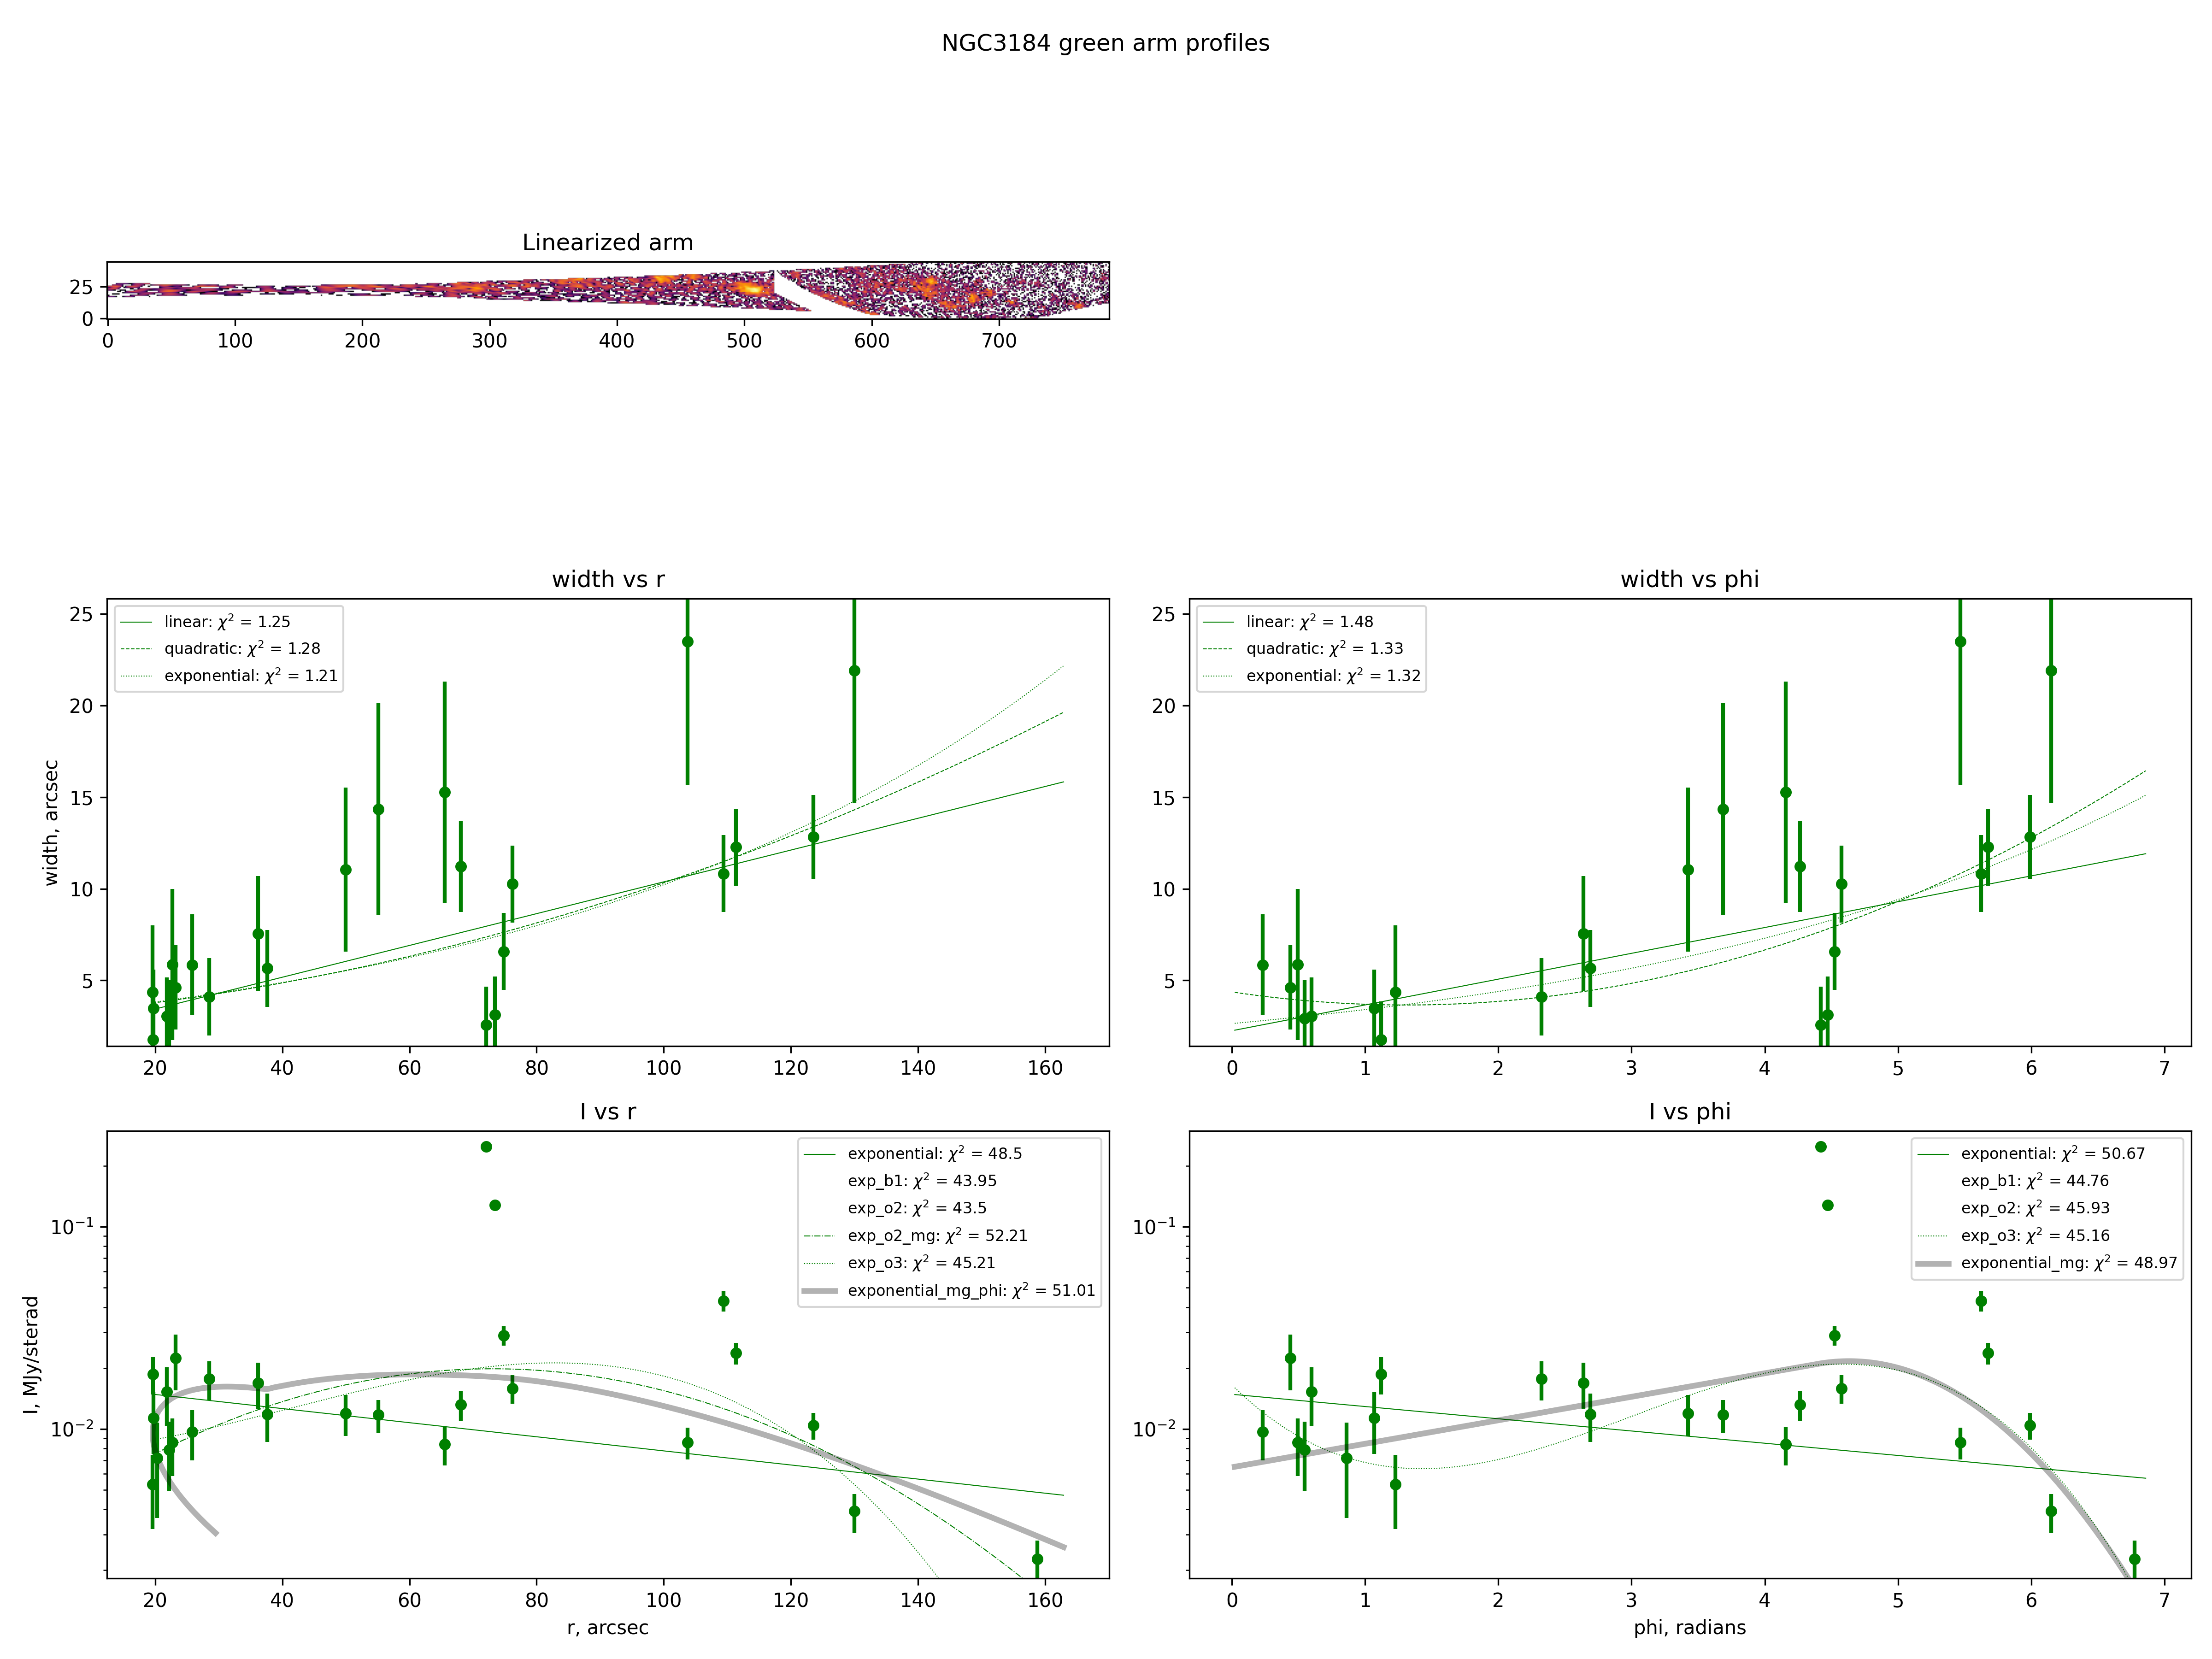 NGC3184 green arm profiles
Linearized arm
25
0
0 100 200 300 400 500 600 700
width vs r
width, arcsec
25
20
15
10
5
linear: χ² = 1.25
quadratic: χ² = 1.28
exponential: χ² = 1.21
20 40 60 80 100 120 140 160
width vs phi
25
20
15
10
5
linear: χ² = 1.48
quadratic: χ² = 1.33
exponential: χ² = 1.32
0 1 2 3 4 5 6 7
I vs r
I, MJy/sterad
10⁻¹
10⁻²
exponential: χ² = 48.5
exp_b1: χ² = 43.95
exp_o2: χ² = 43.5
exp_o2_mg: χ² = 52.21
exp_o3: χ² = 45.21
exponential_mg_phi: χ² = 51.01
20 40 60 80 100 120 140 160
r, arcsec
I vs phi
10⁻¹
10⁻²
exponential: χ² = 50.67
exp_b1: χ² = 44.76
exp_o2: χ² = 45.93
exp_o3: χ² = 45.16
exponential_mg: χ² = 48.97
0 1 2 3 4 5 6 7
phi, radians